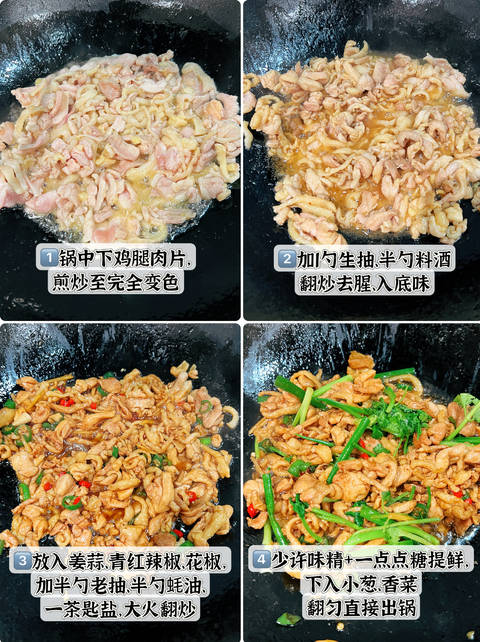 1 锅中下鸡腿肉片,
煎炒至完全变色
2 加1勺生抽,半勺料酒
翻炒去腥,入底味
3 放入姜蒜,青红辣椒,花椒,
加半勺老抽,半勺蚝油,
一茶匙盐,大火翻炒
4 少许味精+一点点糖提鲜,
下入小葱,香菜
翻匀直接出锅